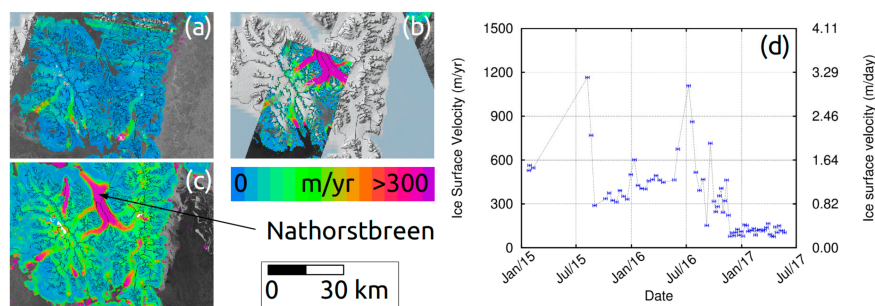 (a)
(b)
0 m/yr >300
(c)
Nathorstbreen
0 30 km
(d)
Ice Surface Velocity (m/yr)
1500
1200
900
600
300
0
4.11
3.29
2.46
1.64
0.82
0.00
Ice surface velocity (m/day)
Jan/15
Jul/15
Jan/16
Jul/16
Jan/17
Jul/17
Date